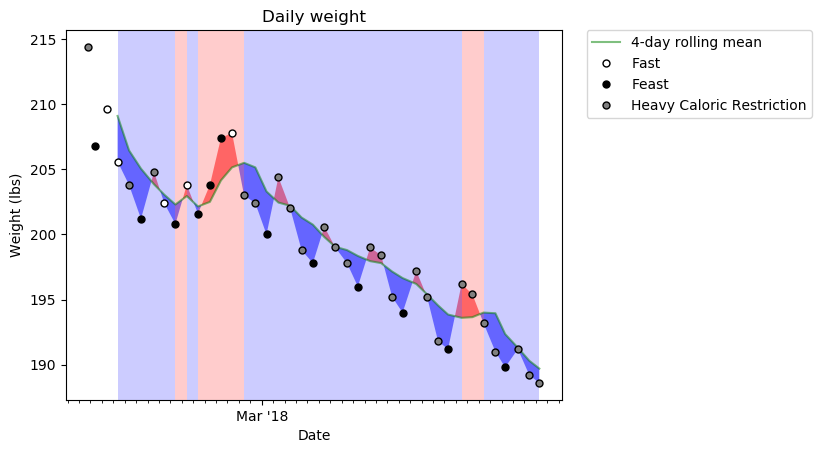 Daily weight
215
210
205
200
195
190
Weight (lbs)
Mar '18
Date
4-day rolling mean
Fast
Feast
Heavy Caloric Restriction